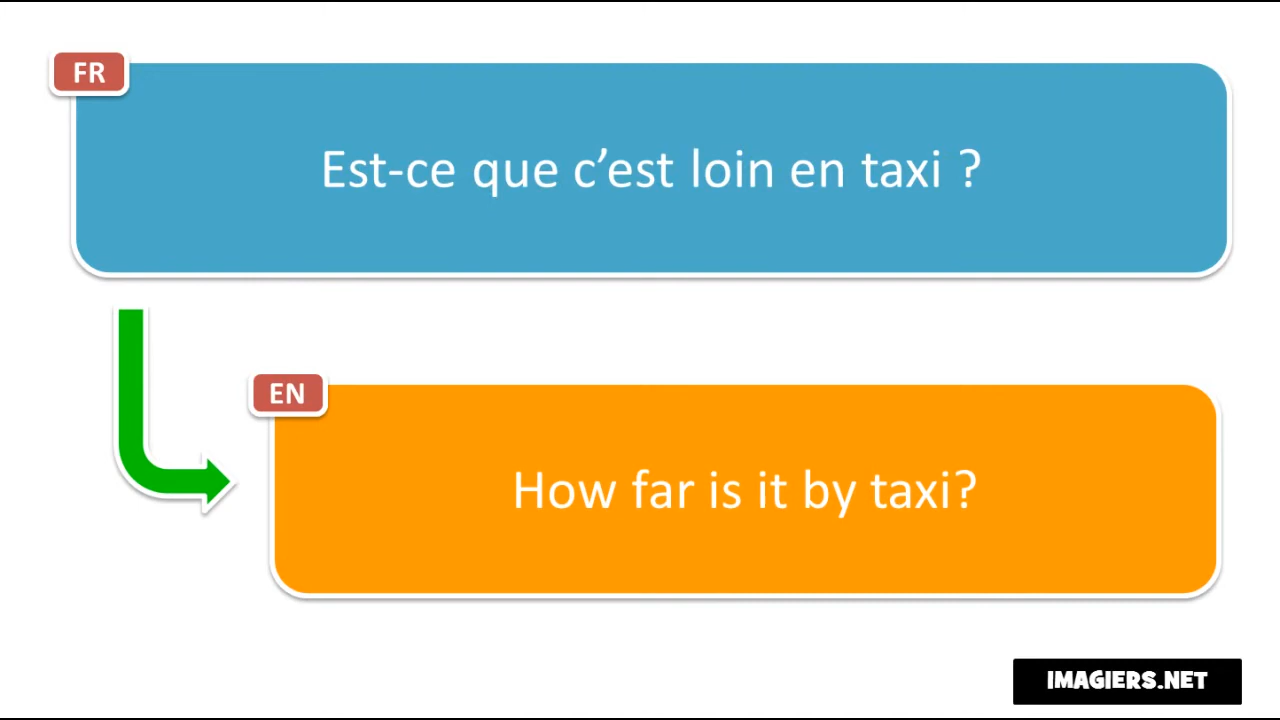 FR
Est-ce que c’est loin en taxi ?
EN
How far is it by taxi?
IMAGIERS.NET